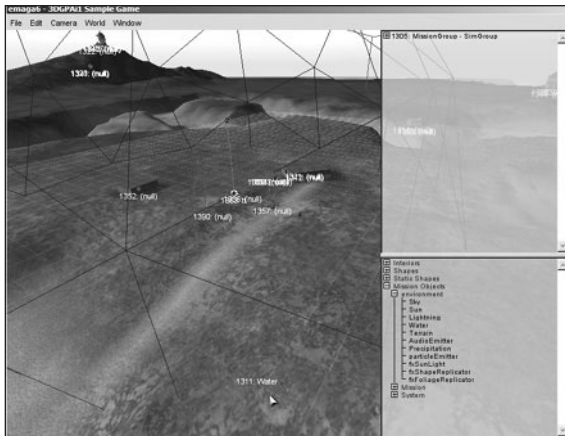 emaga6 - 3DGPAi1 Sample Game
File Edit Camera World Window
1305: MissionGroup - SimGroup
(null)
(null)
1352: (null)
(null)
(null)
1390: (null)
1357: (null)
1311: Water
Interiors
Shapes
Static Shapes
Mission Objects
environment
Sky
Sun
Lightning
Water
Terrain
AudioEmitter
Precipitation
particleEmitter
fxSunLight
fxShapeReplicator
fxFoliageReplicator
Mission
System